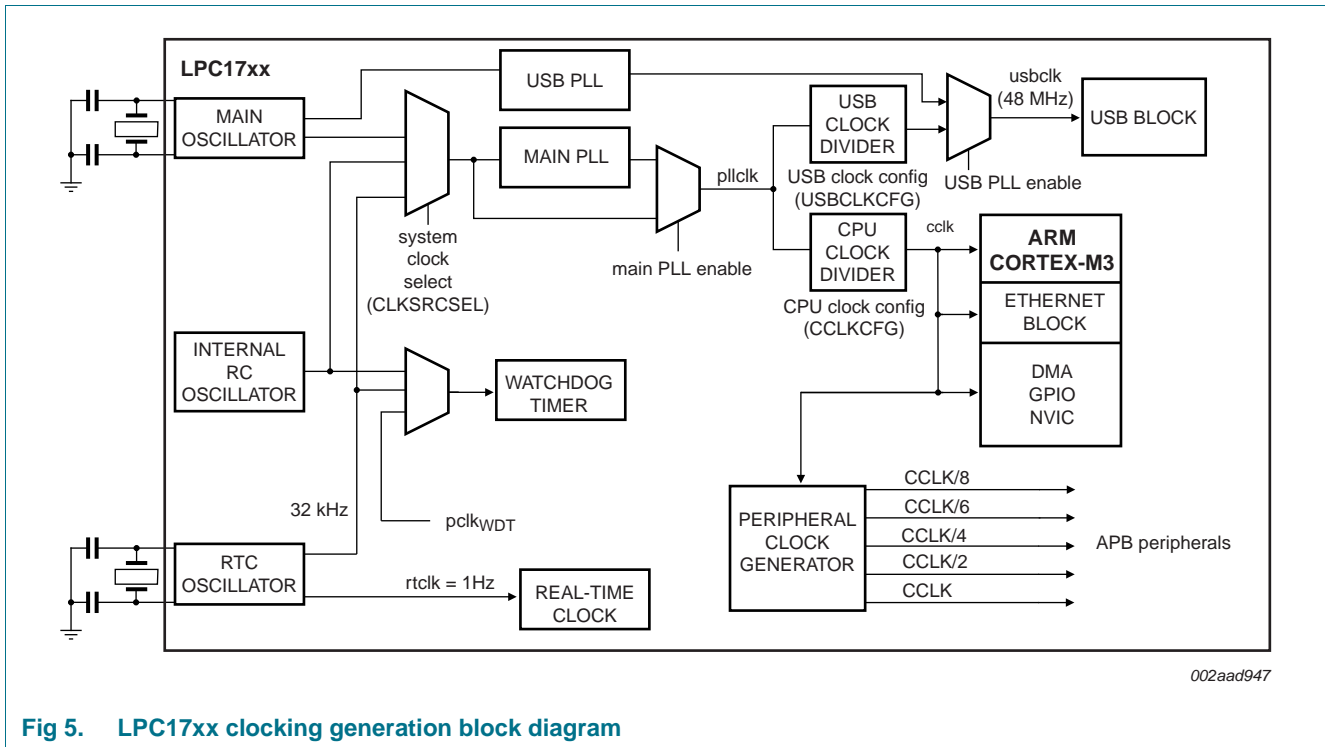 LPC17xx
MAIN
OSCILLATOR
USB PLL
MAIN PLL
system
clock
select
(CLKSRCSEL)
main PLL enable
pllclk
USB
CLOCK
DIVIDER
USB clock config
(USBCLKCFG)
usbclk
(48 MHz)
USB BLOCK
USB PLL enable
CPU
CLOCK
DIVIDER
CPU clock config
(CCLKCFG)
cclk
ARM
CORTEX-M3
ETHERNET
BLOCK
DMA
GPIO
NVIC
INTERNAL
RC
OSCILLATOR
WATCHDOG
TIMER
32 kHz
pclkWDT
RTC
OSCILLATOR
rtclk = 1Hz
REAL-TIME
CLOCK
PERIPHERAL
CLOCK
GENERATOR
CCLK/8
CCLK/6
CCLK/4
CCLK/2
CCLK
APB peripherals
002aad947
Fig 5. LPC17xx clocking generation block diagram